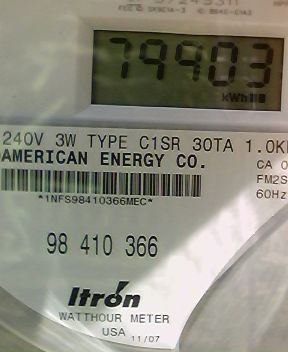 79903
kWh
240V 3W TYPE C1SR 30TA 1.0K
AMERICAN ENERGY CO.
CA
FM2S
60Hz
*1NFS98410366MEC*
98 410 366
Itron
WATTHOUR METER
USA 11/07